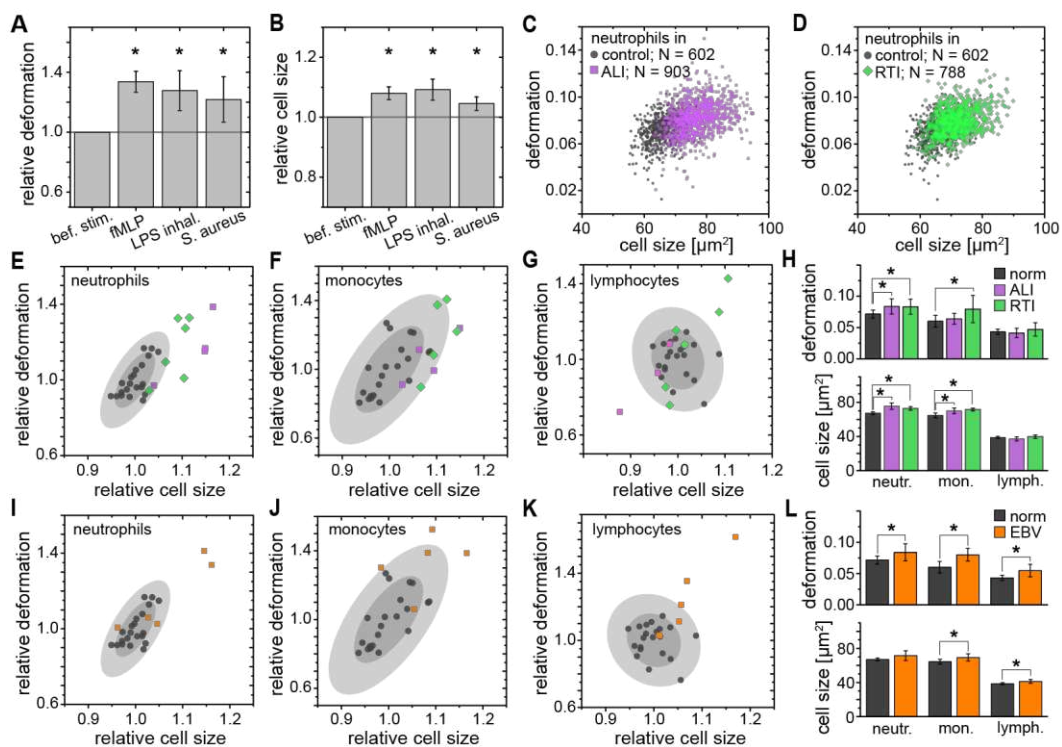 A
relative deformation
1.4
1.0
0.6
* * *
bef. stim.
fMLP
LPS inhal.
S. aureus
B
relative cell size
1.2
1.0
0.8
* * *
bef. stim.
fMLP
LPS inhal.
S. aureus
C
neutrophils in
control; N = 602
ALI; N = 903
deformation
0.14
0.10
0.06
0.02
40 60 80 100
cell size [µm²]
D
neutrophils in
control; N = 602
RTI; N = 788
deformation
0.14
0.10
0.06
0.02
40 60 80 100
cell size [µm²]
E
neutrophils
relative deformation
1.4
1.0
0.6
0.9 1.0 1.1 1.2
relative cell size
F
monocytes
relative deformation
1.4
1.0
0.6
0.9 1.0 1.1 1.2
relative cell size
G
lymphocytes
relative deformation
1.4
1.0
0.6
0.9 1.0 1.1 1.2
relative cell size
H
norm
ALI
RTI
deformation
0.10
0.05
0.00
* * *
cell size [µm²]
80
40
0
* * * *
neutr. mon. lymph.
I
neutrophils
relative deformation
1.8
1.4
1.0
0.6
0.9 1.0 1.1 1.2
relative cell size
J
monocytes
relative deformation
1.4
1.0
0.6
0.9 1.0 1.1 1.2
relative cell size
K
lymphocytes
relative deformation
1.8
1.4
1.0
0.6
0.9 1.0 1.1 1.2
relative cell size
L
norm
EBV
deformation
0.10
0.05
0.00
* * *
cell size [µm²]
80
40
0
* *
neutr. mon. lymph.